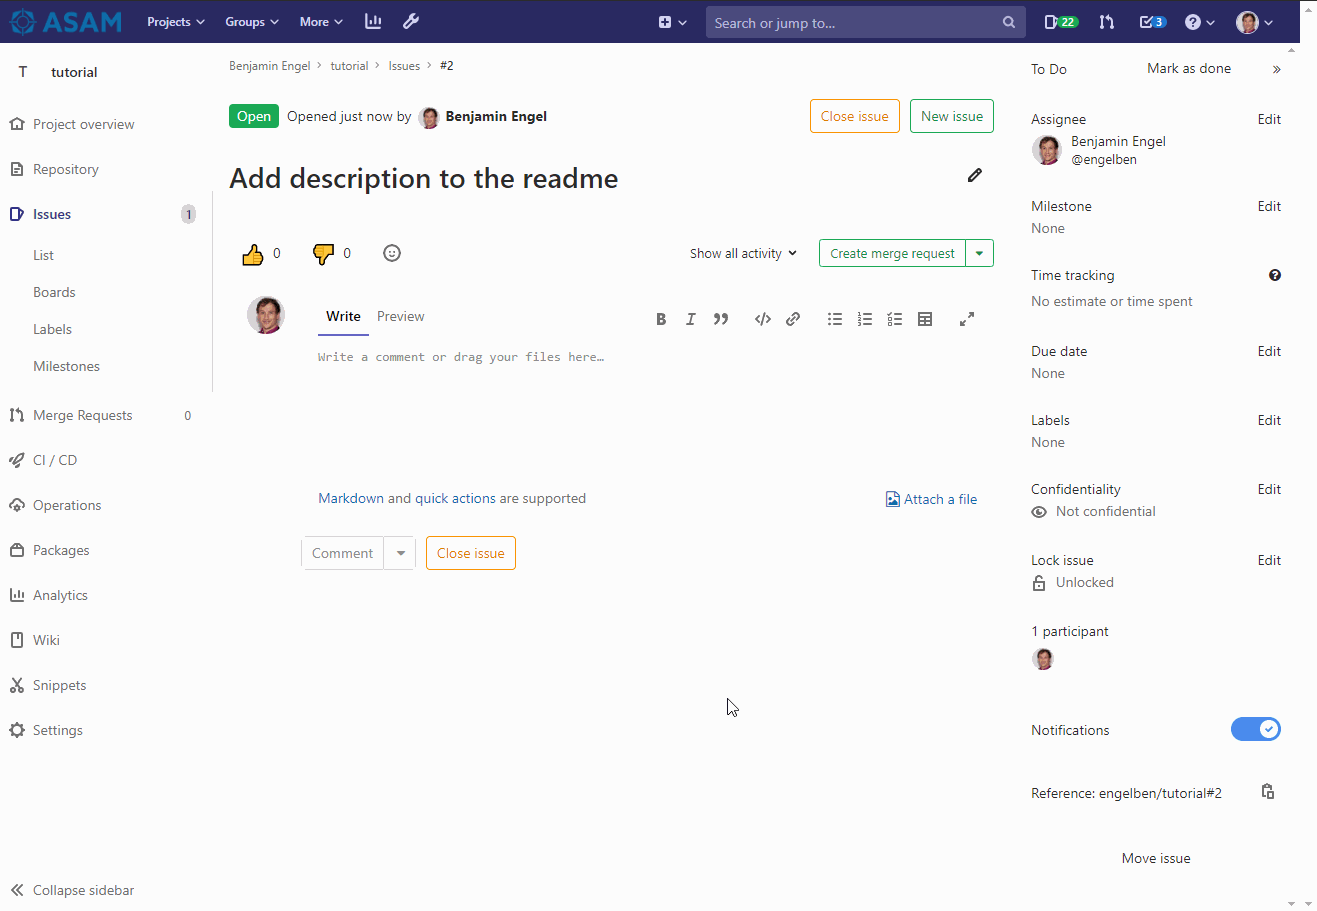 ASAM Projects Groups More Search or jump to... 22 3
T tutorial
Project overview
Repository
Issues 1
List
Boards
Labels
Milestones
Merge Requests 0
CI / CD
Operations
Packages
Analytics
Wiki
Snippets
Settings
Collapse sidebar
Benjamin Engel › tutorial › Issues › #2
Open Opened just now by Benjamin Engel Close issue New issue
Add description to the readme
0 0 Show all activity Create merge request
Write Preview
Write a comment or drag your files here…
Markdown and quick actions are supported Attach a file
Comment Close issue
To Do Mark as done
Assignee Edit
Benjamin Engel
@engelben
Milestone Edit
None
Time tracking
No estimate or time spent
Due date Edit
None
Labels Edit
None
Confidentiality Edit
Not confidential
Lock issue Edit
Unlocked
1 participant
Notifications
Reference: engelben/tutorial#2
Move issue